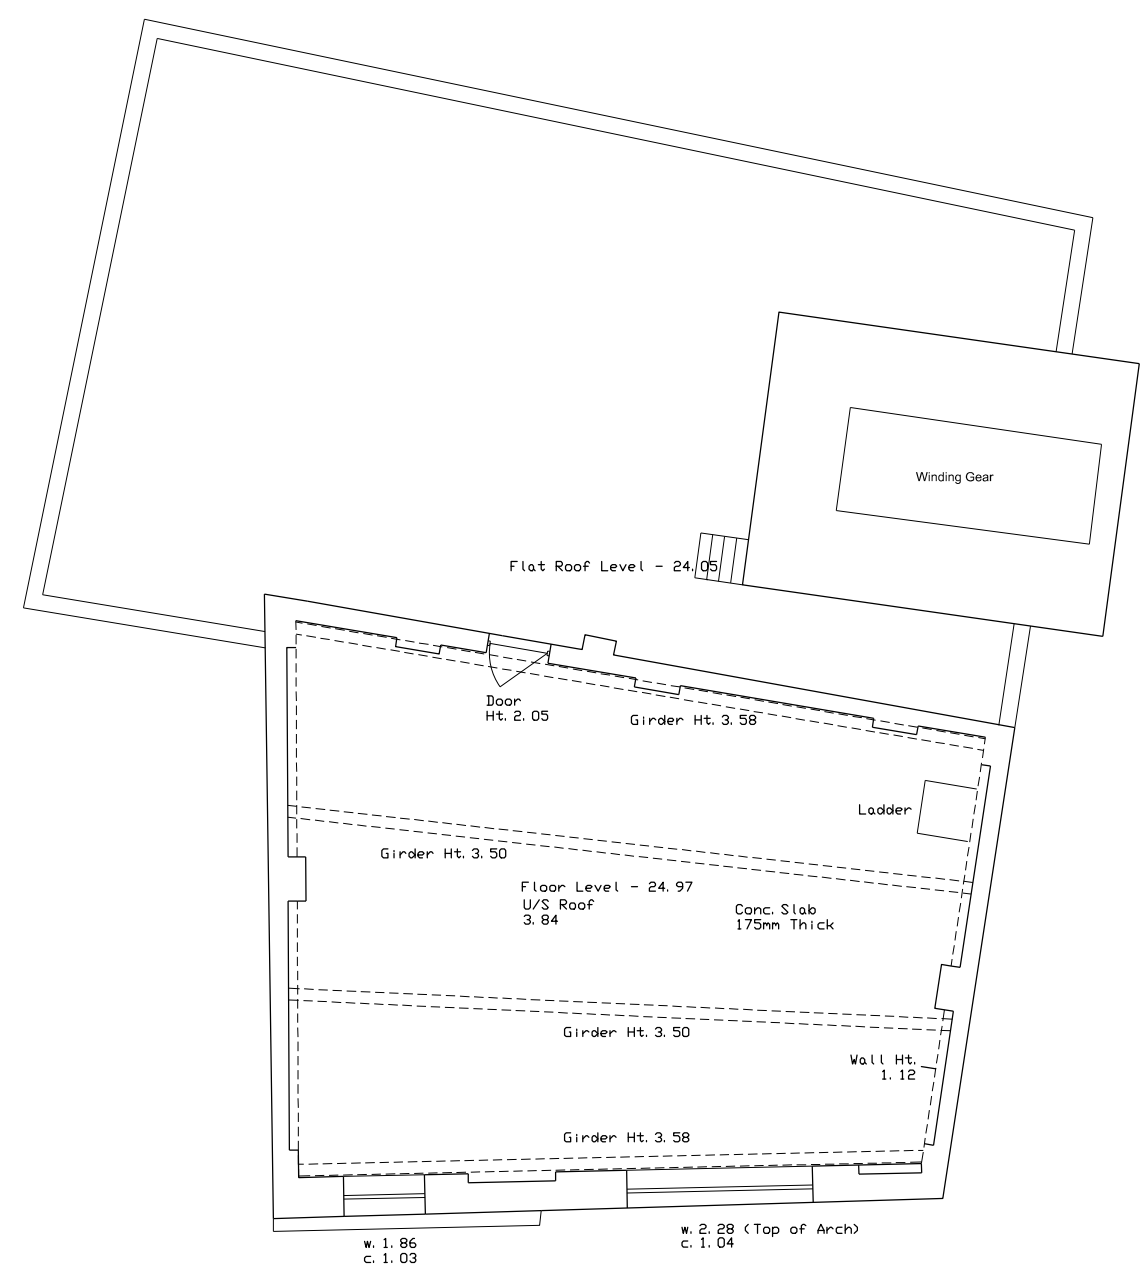 Winding Gear
Flat Roof Level - 24.05
Door
Ht. 2.05
Girder Ht. 3.58
Ladder
Girder Ht. 3.50
Floor Level - 24.97
U/S Roof
3.84
Conc. Slab
175mm Thick
Girder Ht. 3.50
Wall Ht.
1.12
Girder Ht. 3.58
w. 2.28 (Top of Arch)
c. 1.04
w. 1.86
c. 1.03